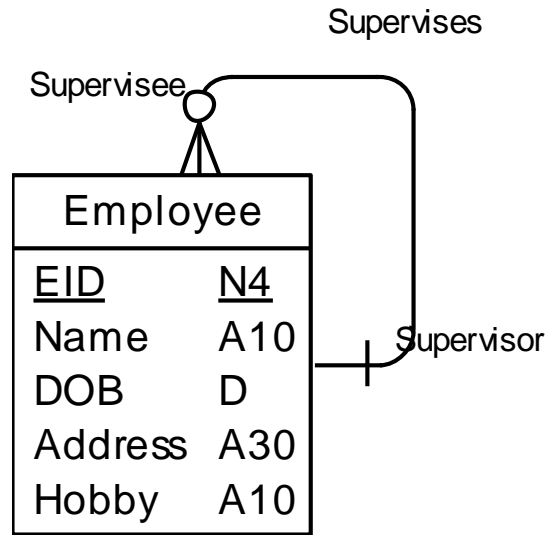 Supervises
Supervisee
Employee
EID N4
Name A10
Supervisor
DOB D
Address A30
Hobby A10